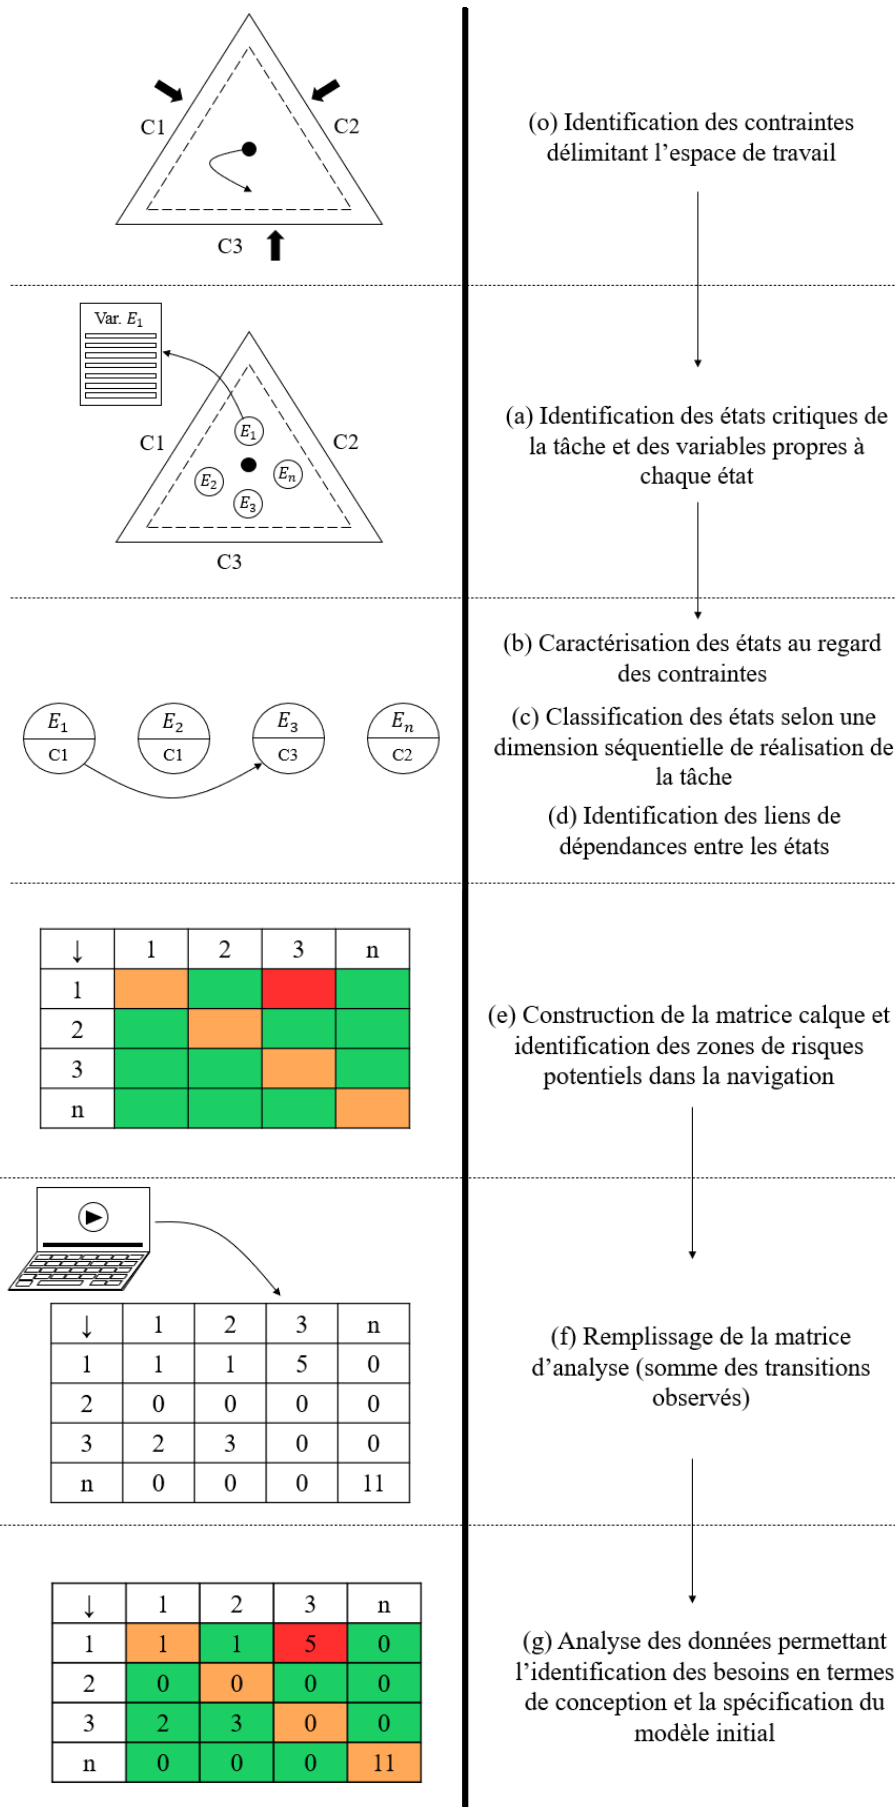 C1
C2
C3
(o) Identification des contraintes
délimitant l'espace de travail
Var. E₁
E₁
E₂
Eₙ
E₃
C1
C2
C3
(a) Identification des états critiques de
la tâche et des variables propres à
chaque état
E₁ E₂ E₃ Eₙ
C1 C1 C3 C2
(b) Caractérisation des états au regard
des contraintes
(c) Classification des états selon une
dimension séquentielle de réalisation de
la tâche
(d) Identification des liens de
dépendances entre les états
↓ 1 2 3 n
1
2
3
n
(e) Construction de la matrice calque et
identification des zones de risques
potentiels dans la navigation
↓ 1 2 3 n
1 1 1 5 0
2 0 0 0 0
3 2 3 0 0
n 0 0 0 11
(f) Remplissage de la matrice
d'analyse (somme des transitions
observés)
↓ 1 2 3 n
1 1 1 5 0
2 0 0 0 0
3 2 3 0 0
n 0 0 0 11
(g) Analyse des données permettant
l'identification des besoins en termes
de conception et la spécification du
modèle initial